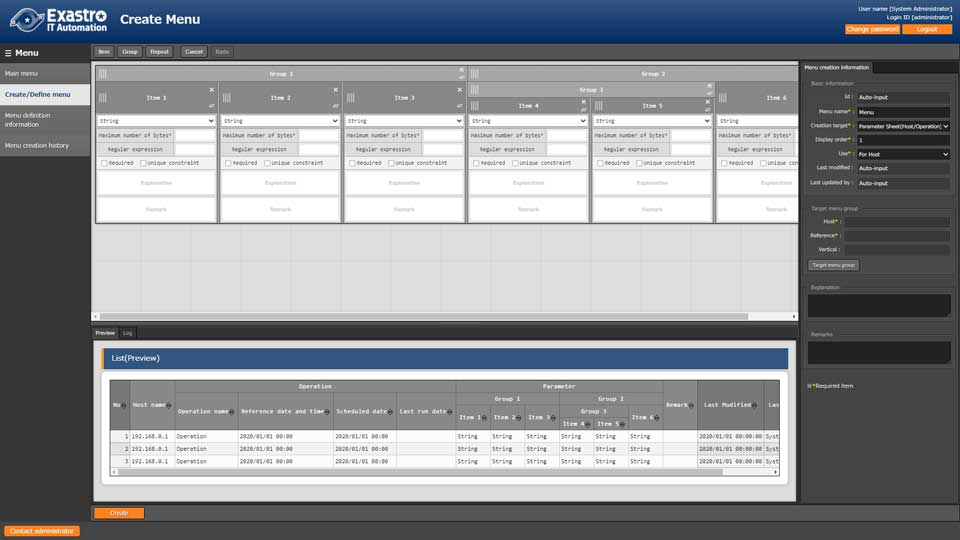 Exastro
IT Automation
Create Menu
User name [System Administrator]
Login ID [administrator]
Change password
Logout
Menu
Main menu
Create/Define menu
Menu definition
information
Menu creation history
Contact administrator
Item
Group
Repeat
Cancel
Redo
Group 1
Group 2
Group 3
Item 1
Item 2
Item 3
Item 4
Item 5
Item 6
String
String
String
String
String
String
Maximum number of bytes*
Maximum number of bytes*
Maximum number of bytes*
Maximum number of bytes*
Maximum number of bytes*
Maximum number of bytes*
Regular expression
Regular expression
Regular expression
Regular expression
Regular expression
Regular expression
Required Unique constraint
Required Unique constraint
Required Unique constraint
Required Unique constraint
Required Unique constraint
Required Unique constraint
Explanation
Explanation
Explanation
Explanation
Explanation
Explanation
Remark
Remark
Remark
Remark
Remark
Remark
Preview
Log
List(Preview)
No
Host name
Operation
Operation name
Reference date and time
Scheduled date
Last run date
Parameter
Group 1
Group 2
Group 3
Item 1
Item 2
Item 3
Item 4
Item 5
Item 6
Remark
Last Modified
Las
1 192.168.0.1 Operation 2020/01/01 00:00 2020/01/01 00:00 String String String String String String 2020/01/01 00:00:00 Syst
2 192.168.0.1 Operation 2020/01/01 00:00 2020/01/01 00:00 String String String String String String 2020/01/01 00:00:00 Syst
3 192.168.0.1 Operation 2020/01/01 00:00 2020/01/01 00:00 String String String String String String 2020/01/01 00:00:00 Syst
Create
Menu creation information
Basic information
Id : Auto-input
Menu name* : Menu
Creation target* : Parameter Sheet(Host/Operation)
Display order* : 1
Use* : For Host
Last modified : Auto-input
Last updated by : Auto-input
Target menu group
Host* :
Reference* :
Vertical :
Target menu group
Explanation
Remarks
※*Required item